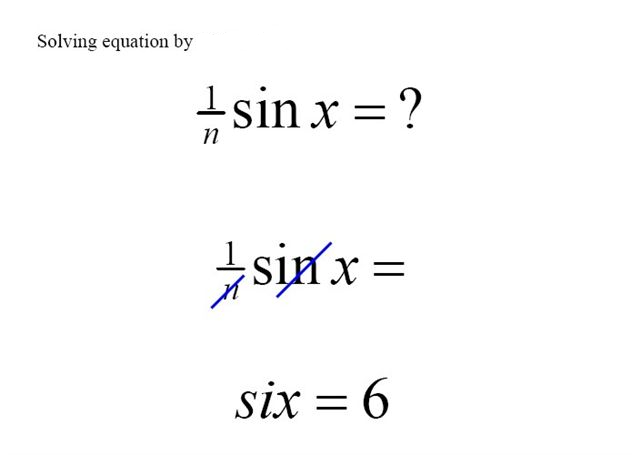 Solving equation by
1/n sin x = ?
1/n sin x =
six = 6